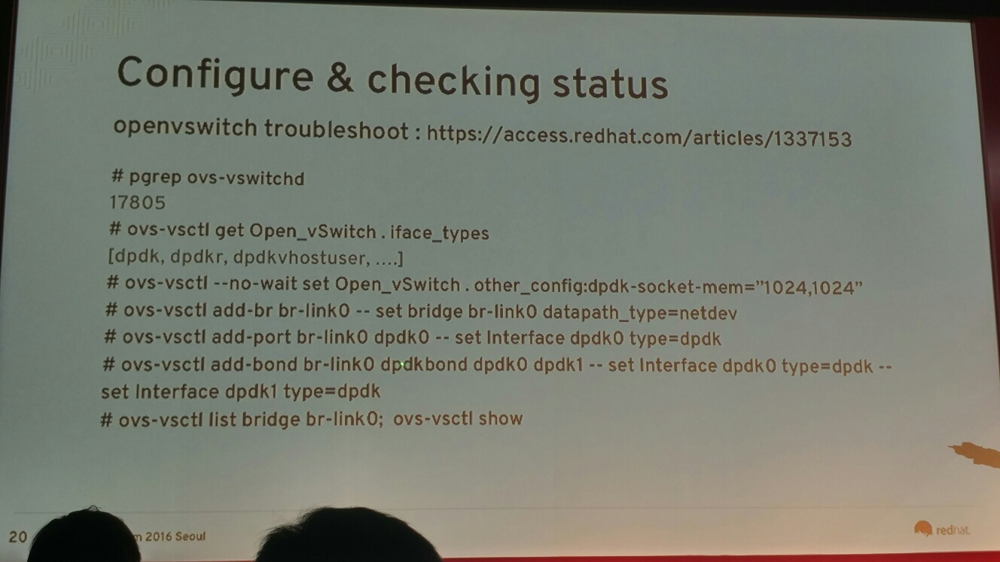 Configure & checking status
openvswitch troubleshoot : https://access.redhat.com/articles/1337153
# pgrep ovs-vswitchd
17805
# ovs-vsctl get Open_vSwitch . iface_types
[dpdk, dpdkr, dpdkvhostuser, ....]
# ovs-vsctl --no-wait set Open_vSwitch . other_config:dpdk-socket-mem=”1024,1024”
# ovs-vsctl add-br br-link0 -- set bridge br-link0 datapath_type=netdev
# ovs-vsctl add-port br-link0 dpdk0 -- set Interface dpdk0 type=dpdk
# ovs-vsctl add-bond br-link0 dpdkbond dpdk0 dpdk1 -- set Interface dpdk0 type=dpdk --
set Interface dpdk1 type=dpdk
# ovs-vsctl list bridge br-link0; ovs-vsctl show
20 2016 Seoul
redhat.